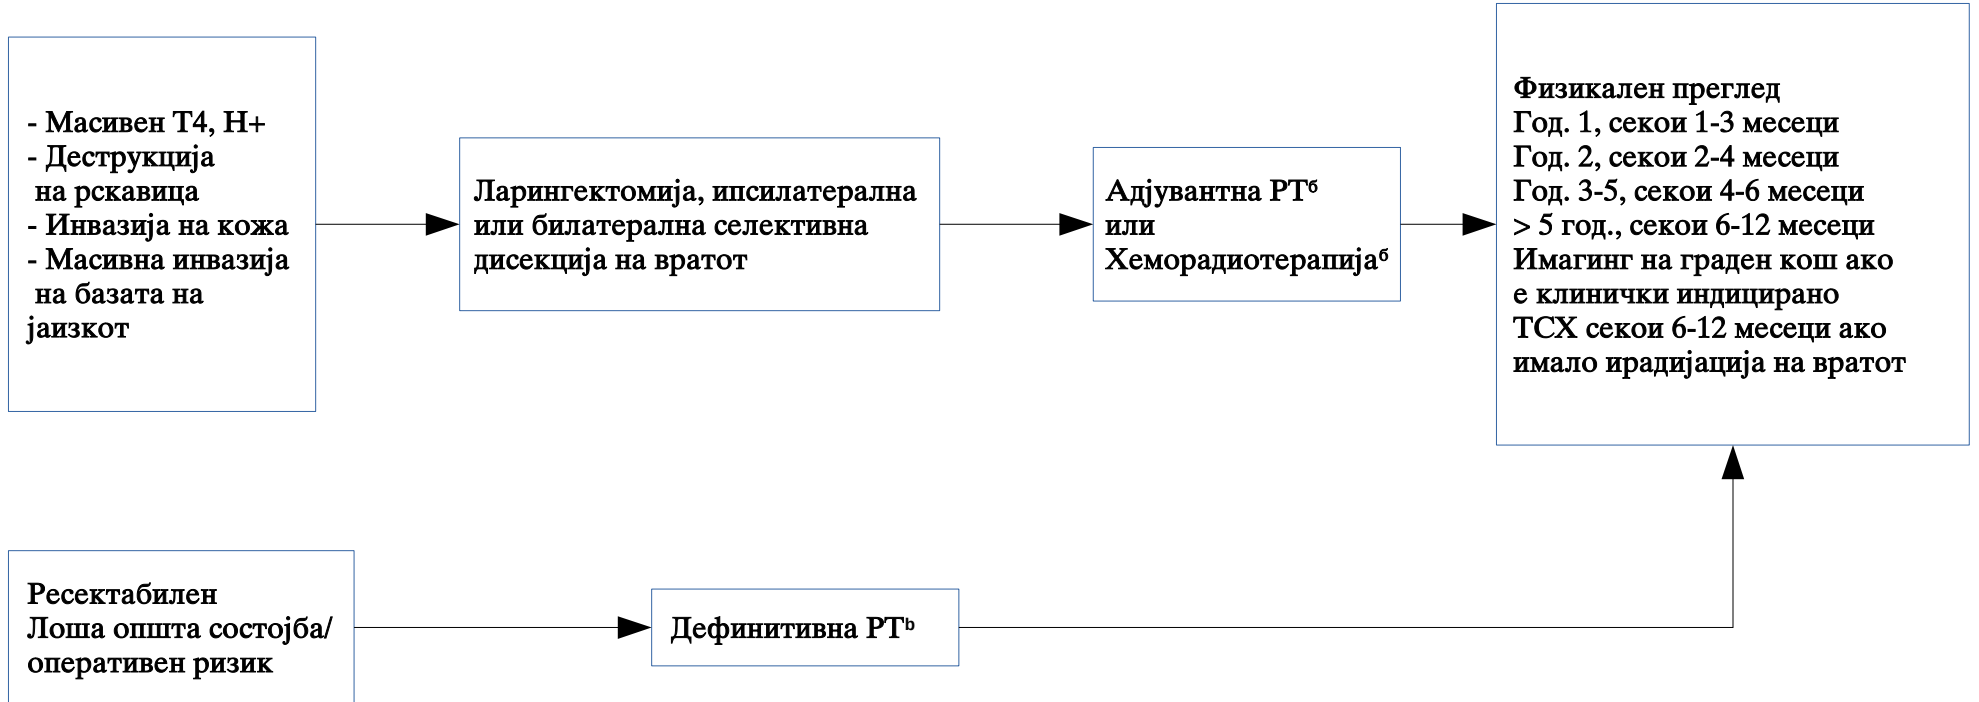 - Масивен Т4, Н+
- Деструкција
на рскавица
- Инвазија на кожа
- Масивна инвазија
на базата на
јаизкот
Ларингектомија, ипсилатерална
или билатерална селективна
дисекција на вратот
Адјувантна РТᵟ
или
Хеморадиотерапијаᵟ
Физикален преглед
Год. 1, секои 1-3 месеци
Год. 2, секои 2-4 месеци
Год. 3-5, секои 4-6 месеци
> 5 год., секои 6-12 месеци
Имагинг на граден кош ако
е клинички индицирано
ТСХ секои 6-12 месеци ако
имало ирадијација на вратот
Ресектабилен
Лоша општа состојба/
оперативен ризик
Дефинитивна РТᵇ